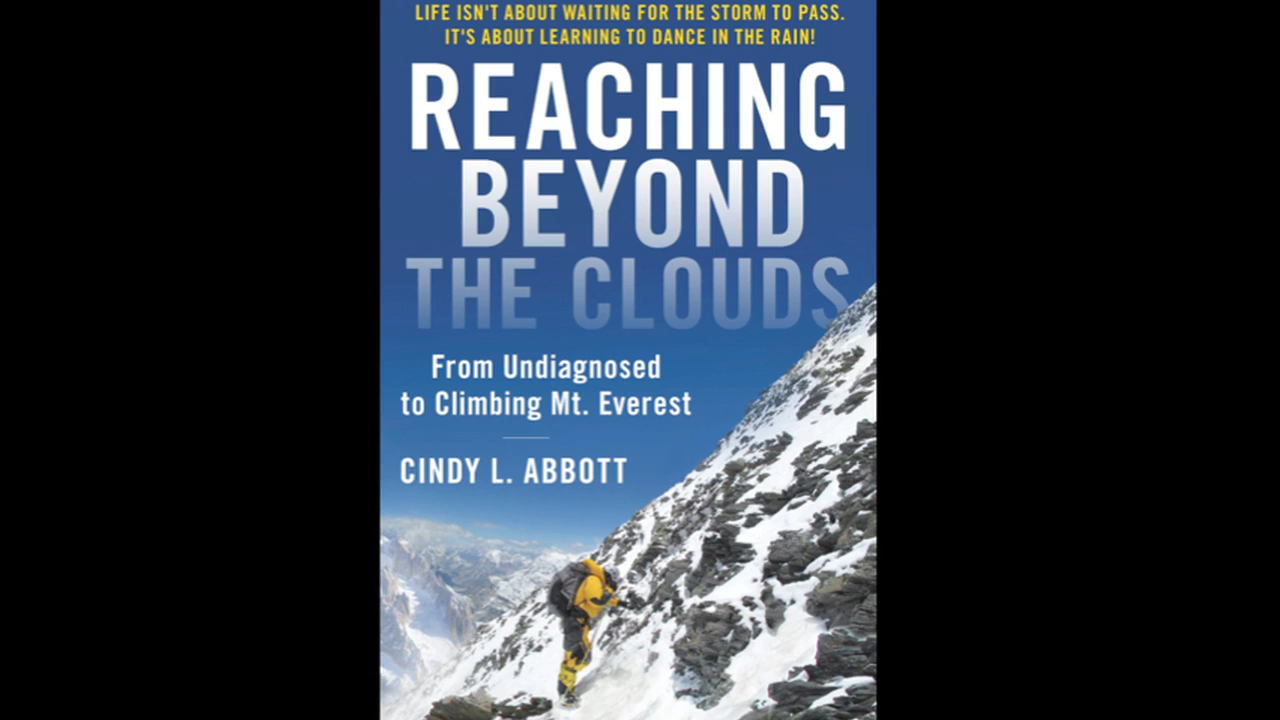 LIFE ISN'T ABOUT WAITING FOR THE STORM TO PASS.
IT'S ABOUT LEARNING TO DANCE IN THE RAIN!
REACHING
BEYOND
THE CLOUDS
From Undiagnosed
to Climbing Mt. Everest
CINDY L. ABBOTT